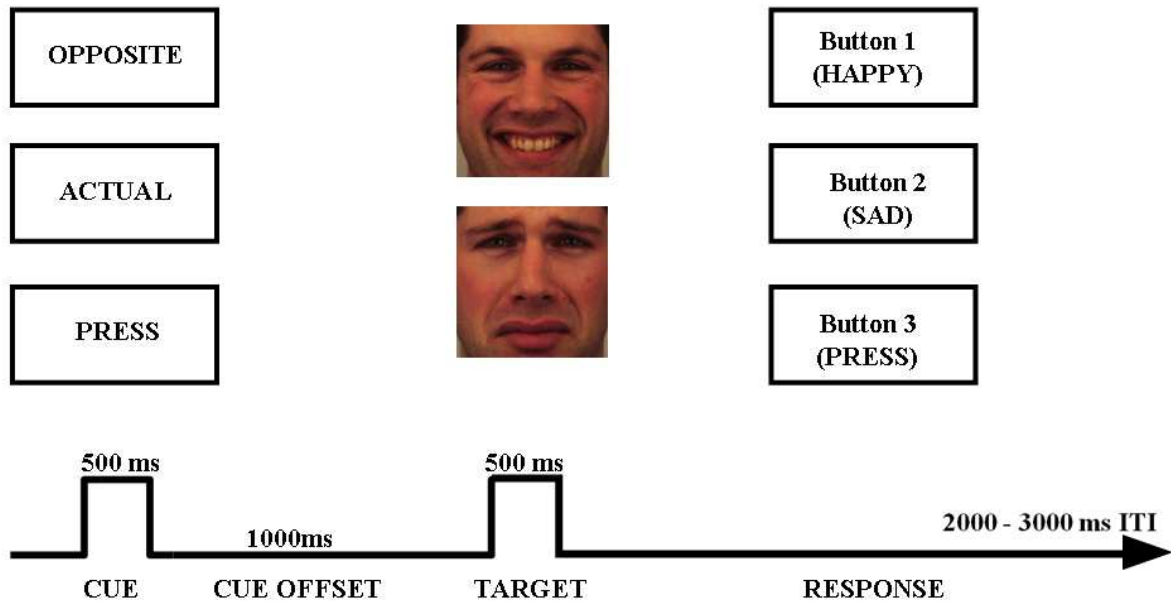 OPPOSITE
Button 1
(HAPPY)
ACTUAL
Button 2
(SAD)
PRESS
Button 3
(PRESS)
500 ms
500 ms
1000ms
2000 - 3000 ms ITI
CUE
CUE OFFSET
TARGET
RESPONSE